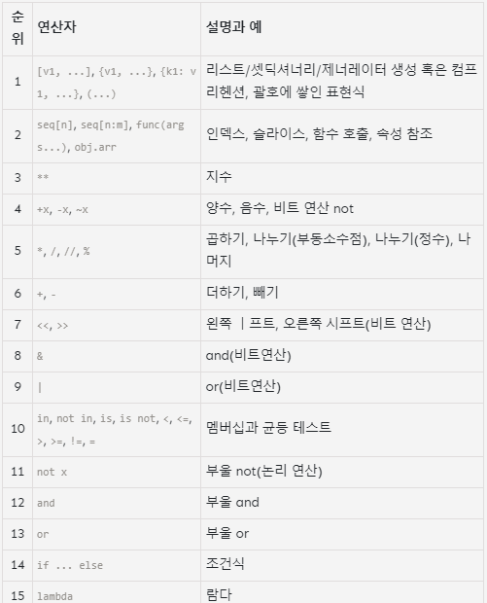 순위 연산자 설명과 예
1 [v1, ...], {v1, ...}, {k1: v 리스트/셋딕셔너리/제너레이터 생성 혹은 컴프
1, ...}, (...) 리헨션, 괄호에 쌓인 표현식
2 seq[n], seq[n:m], func(arg 인덱스, 슬라이스, 함수 호출, 속성 참조
s...), obj.arr
3 ** 지수
4 +x, -x, ~x 양수, 음수, 비트 연산 not
5 *, /, //, % 곱하기, 나누기(부동소수점), 나누기(정수), 나
머지
6 +, - 더하기, 빼기
7 <<, >> 왼쪽 ㅣ프트, 오른쪽 시프트(비트 연산)
8 & and(비트연산)
9 | or(비트연산)
10 in, not in, is, is not, <, <=, 멤버십과 균등 테스트
>, >=, !=, =
11 not x 부울 not(논리 연산)
12 and 부울 and
13 or 부울 or
14 if ... else 조건식
15 lambda 람다